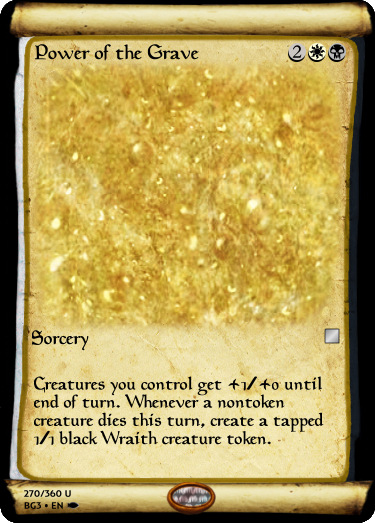 Power of the Grave 2
Sorcery
Creatures you control get +1/+0 until
end of turn. Whenever a nontoken
creature dies this turn, create a tapped
1/1 black Wraith creature token.
270/360 U
BG3 • EN